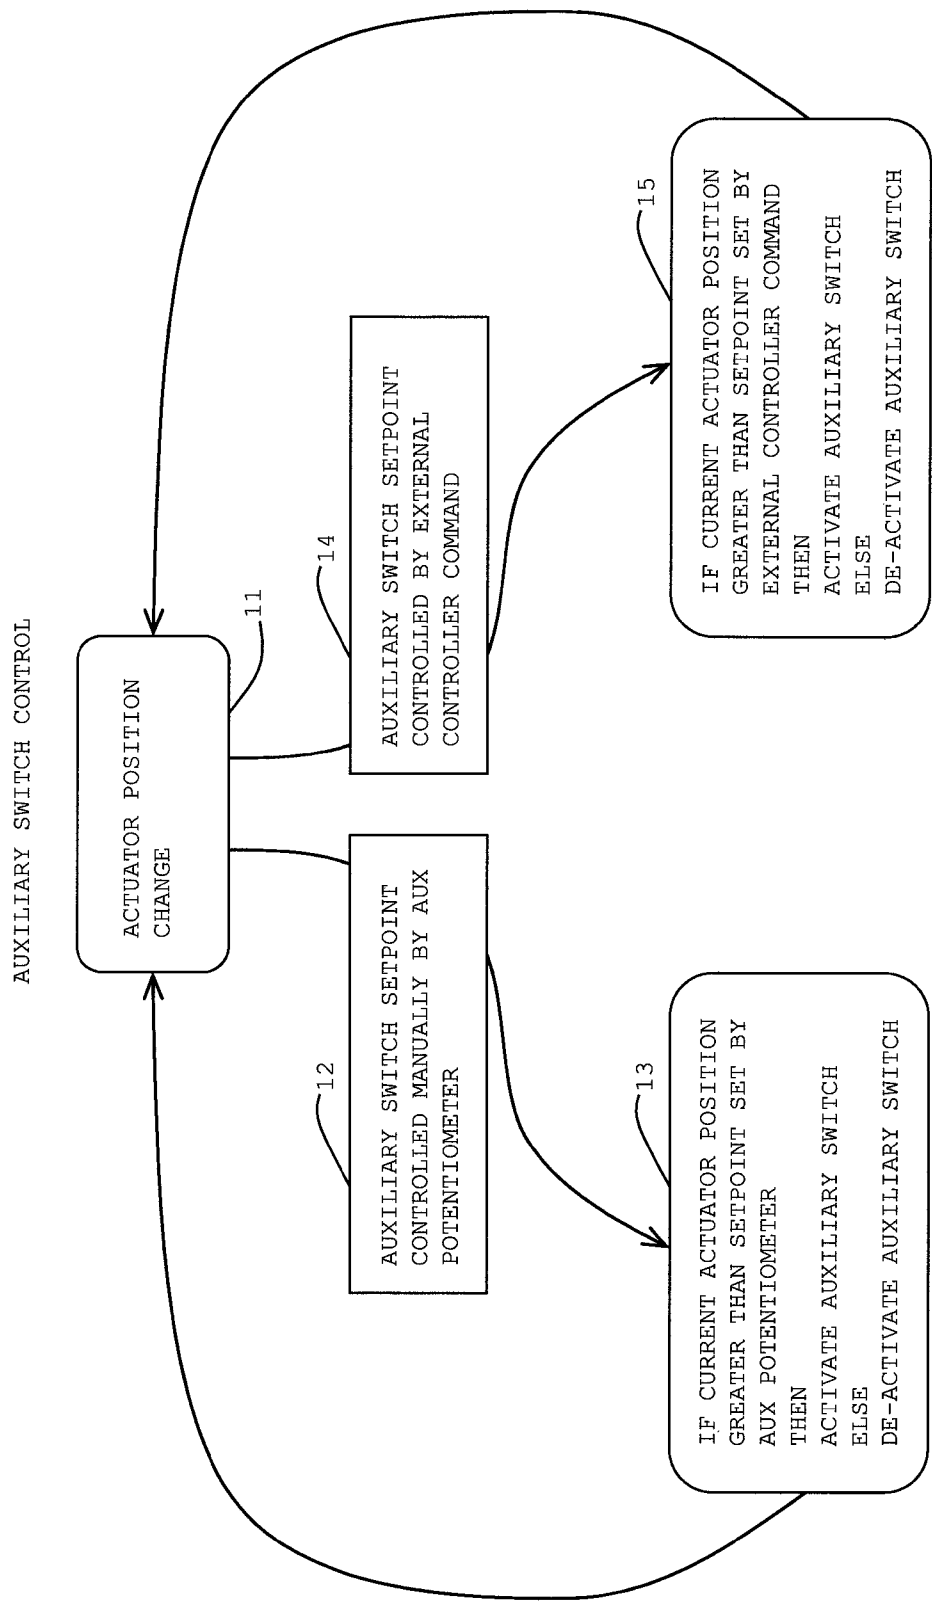 AUXILIARY SWITCH CONTROL
ACTUATOR POSITION
CHANGE
11
12
AUXILIARY SWITCH SETPOINT
CONTROLLED MANUALLY BY AUX
POTENTIOMETER
14
AUXILIARY SWITCH SETPOINT
CONTROLLED BY EXTERNAL
CONTROLLER COMMAND
13
IF CURRENT ACTUATOR POSITION
GREATER THAN SETPOINT SET BY
AUX POTENTIOMETER
THEN
ACTIVATE AUXILIARY SWITCH
ELSE
DE-ACTIVATE AUXILIARY SWITCH
15
IF CURRENT ACTUATOR POSITION
GREATER THAN SETPOINT SET BY
EXTERNAL CONTROLLER COMMAND
THEN
ACTIVATE AUXILIARY SWITCH
ELSE
DE-ACTIVATE AUXILIARY SWITCH